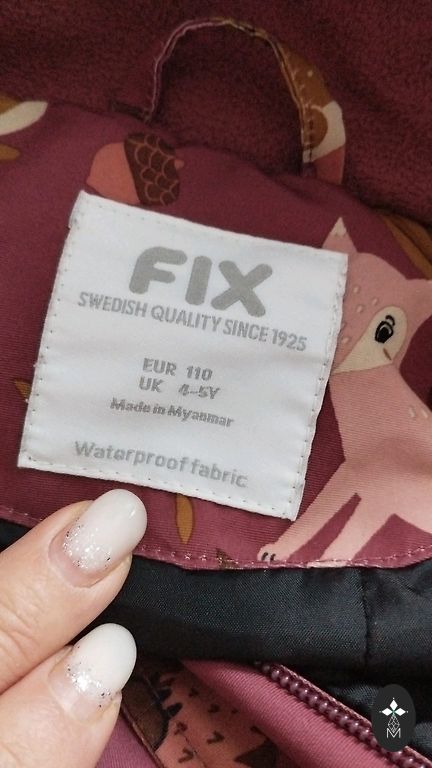 FIX
SWEDISH QUALITY SINCE 1925
EUR 110
UK 4-5Y
Made in Myanmar
Waterproof fabric
M